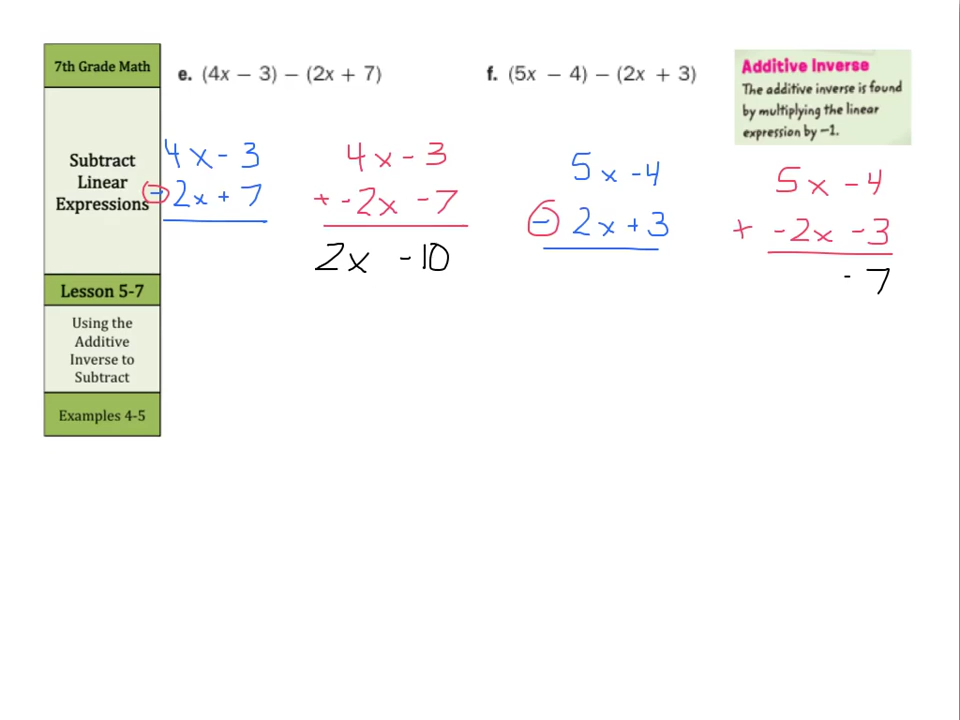 7th Grade Math
Subtract
Linear
Expressions
Lesson 5-7
Using the
Additive
Inverse to
Subtract
Examples 4-5
e. (4x − 3) − (2x + 7)
4x - 3
- 2x + 7
4x - 3
+ -2x - 7
2x - 10
f. (5x − 4) − (2x + 3)
5x - 4
- 2x + 3
5x - 4
+ -2x - 3
- 7
Additive Inverse
The additive inverse is found
by multiplying the linear
expression by −1.